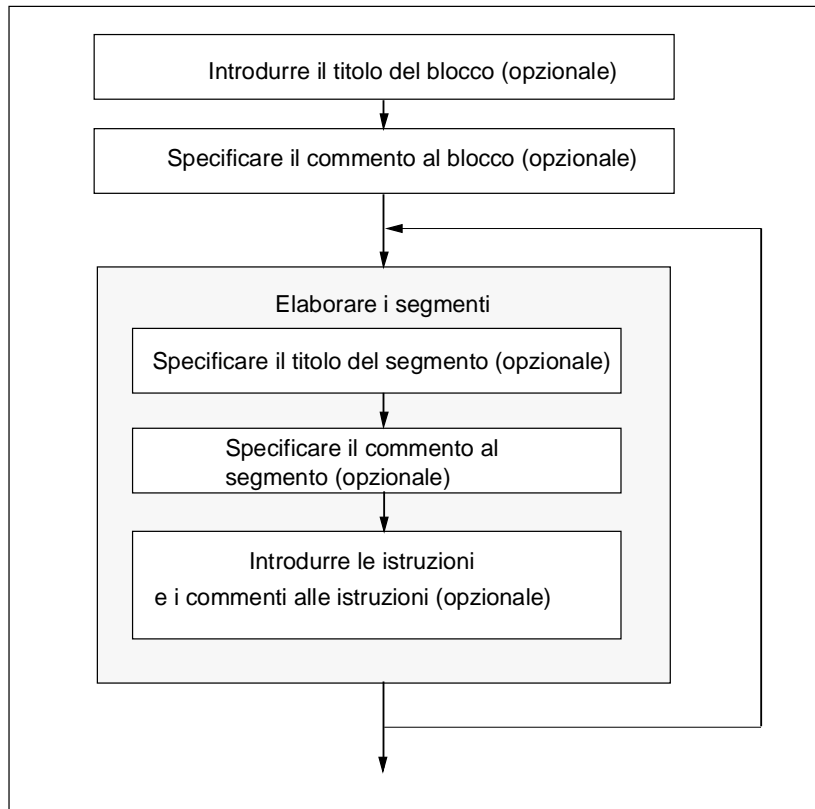 Introdurre il titolo del blocco (opzionale)
Specificare il commento al blocco (opzionale)
Elaborare i segmenti
Specificare il titolo del segmento (opzionale)
Specificare il commento al
segmento (opzionale)
Introdurre le istruzioni
e i commenti alle istruzioni (opzionale)